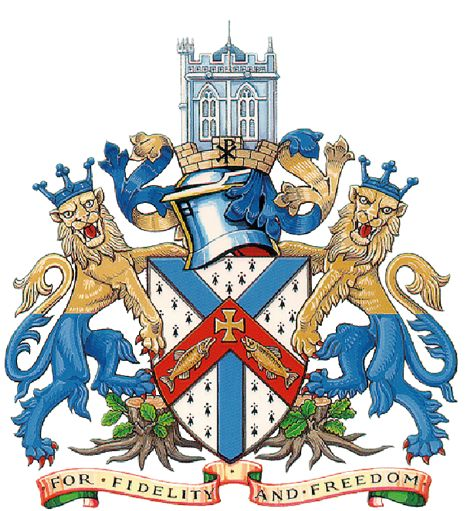 FOR · FIDELITY AND · FREEDOM